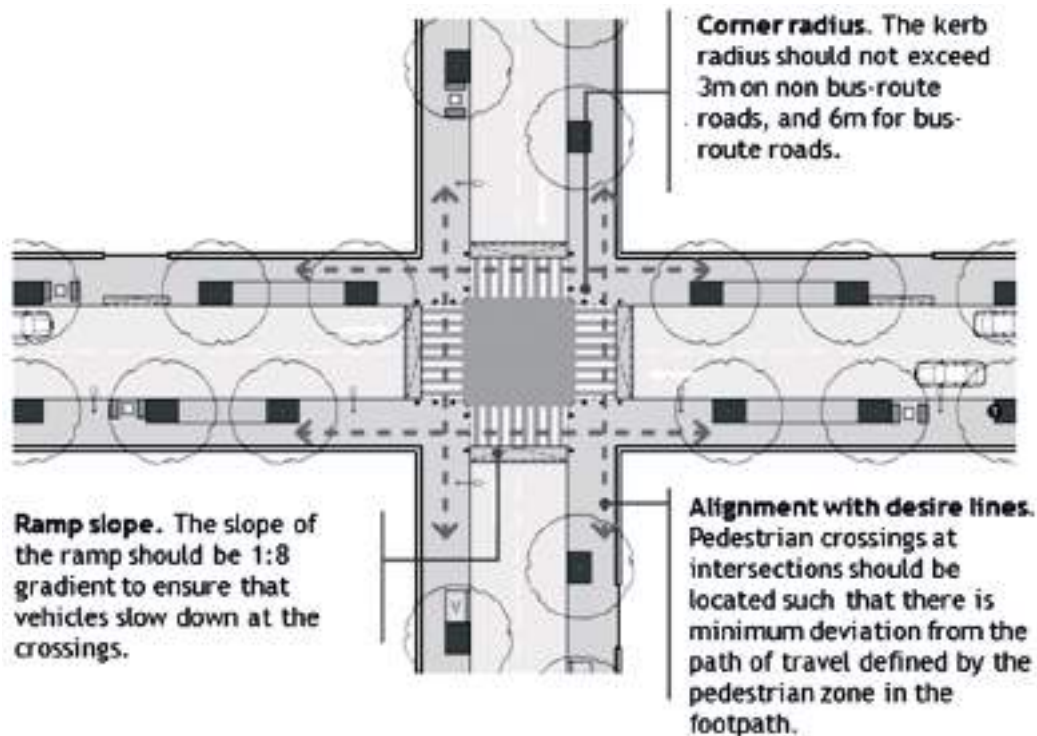 Corner radius. The kerb
radius should not exceed
3m on non bus-route
roads, and 6m for bus-
route roads.
Ramp slope. The slope of
the ramp should be 1:8
gradient to ensure that
vehicles slow down at the
crossings.
Alignment with desire lines.
Pedestrian crossings at
intersections should be
located such that there is
minimum deviation from the
path of travel defined by the
pedestrian zone in the
footpath.
V